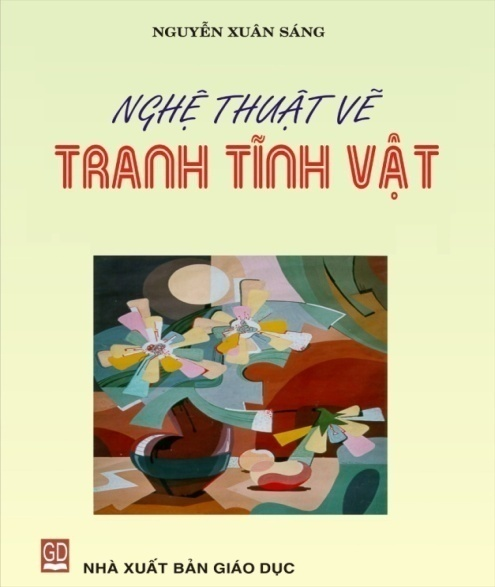 NGUYỄN XUÂN SÁNG
NGHỆ THUẬT VẼ
TRANH TĨNH VẬT
GD
NHÀ XUẤT BẢN GIÁO DỤC